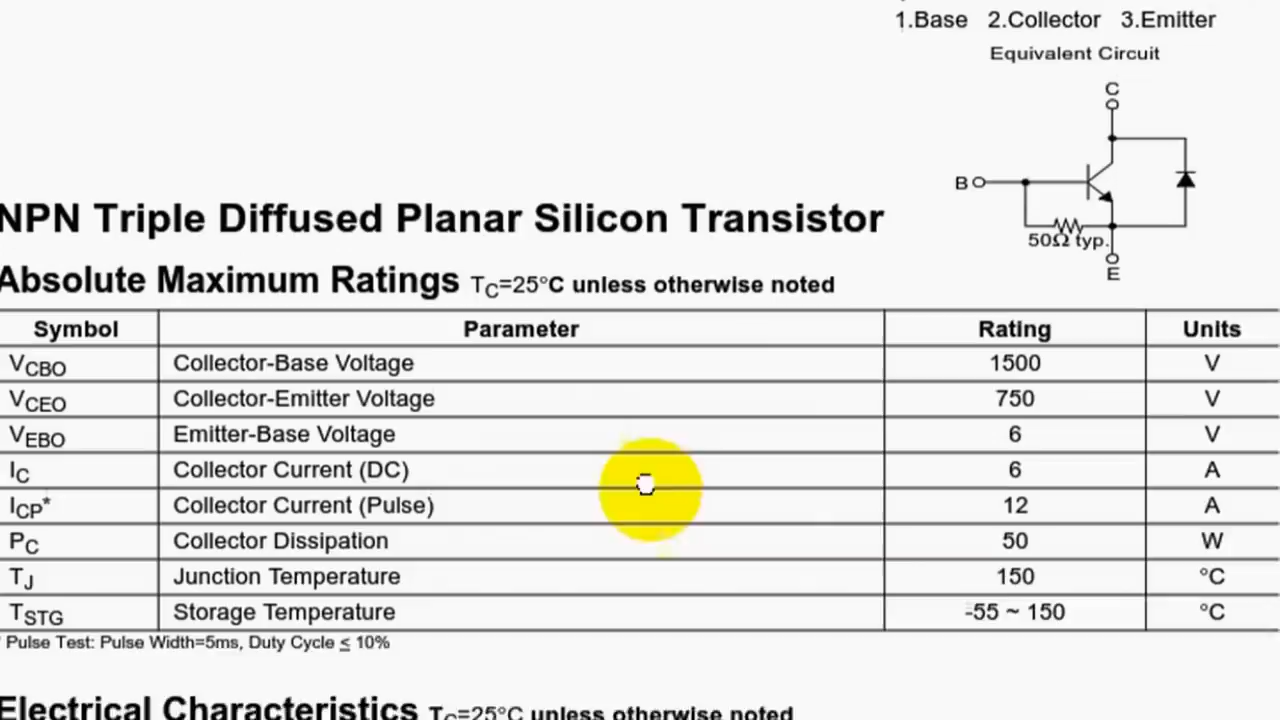 1.Base 2.Collector 3.Emitter
Equivalent Circuit
C
B
50Ω typ.
E
NPN Triple Diffused Planar Silicon Transistor
Absolute Maximum Ratings TC=25°C unless otherwise noted
Symbol Parameter Rating Units
VCBO Collector-Base Voltage 1500 V
VCEO Collector-Emitter Voltage 750 V
VEBO Emitter-Base Voltage 6 V
IC Collector Current (DC) 6 A
ICP* Collector Current (Pulse) 12 A
PC Collector Dissipation 50 W
TJ Junction Temperature 150 °C
TSTG Storage Temperature -55 ~ 150 °C
* Pulse Test: Pulse Width=5ms, Duty Cycle ≤ 10%
Electrical Characteristics TC=25°C unless otherwise noted